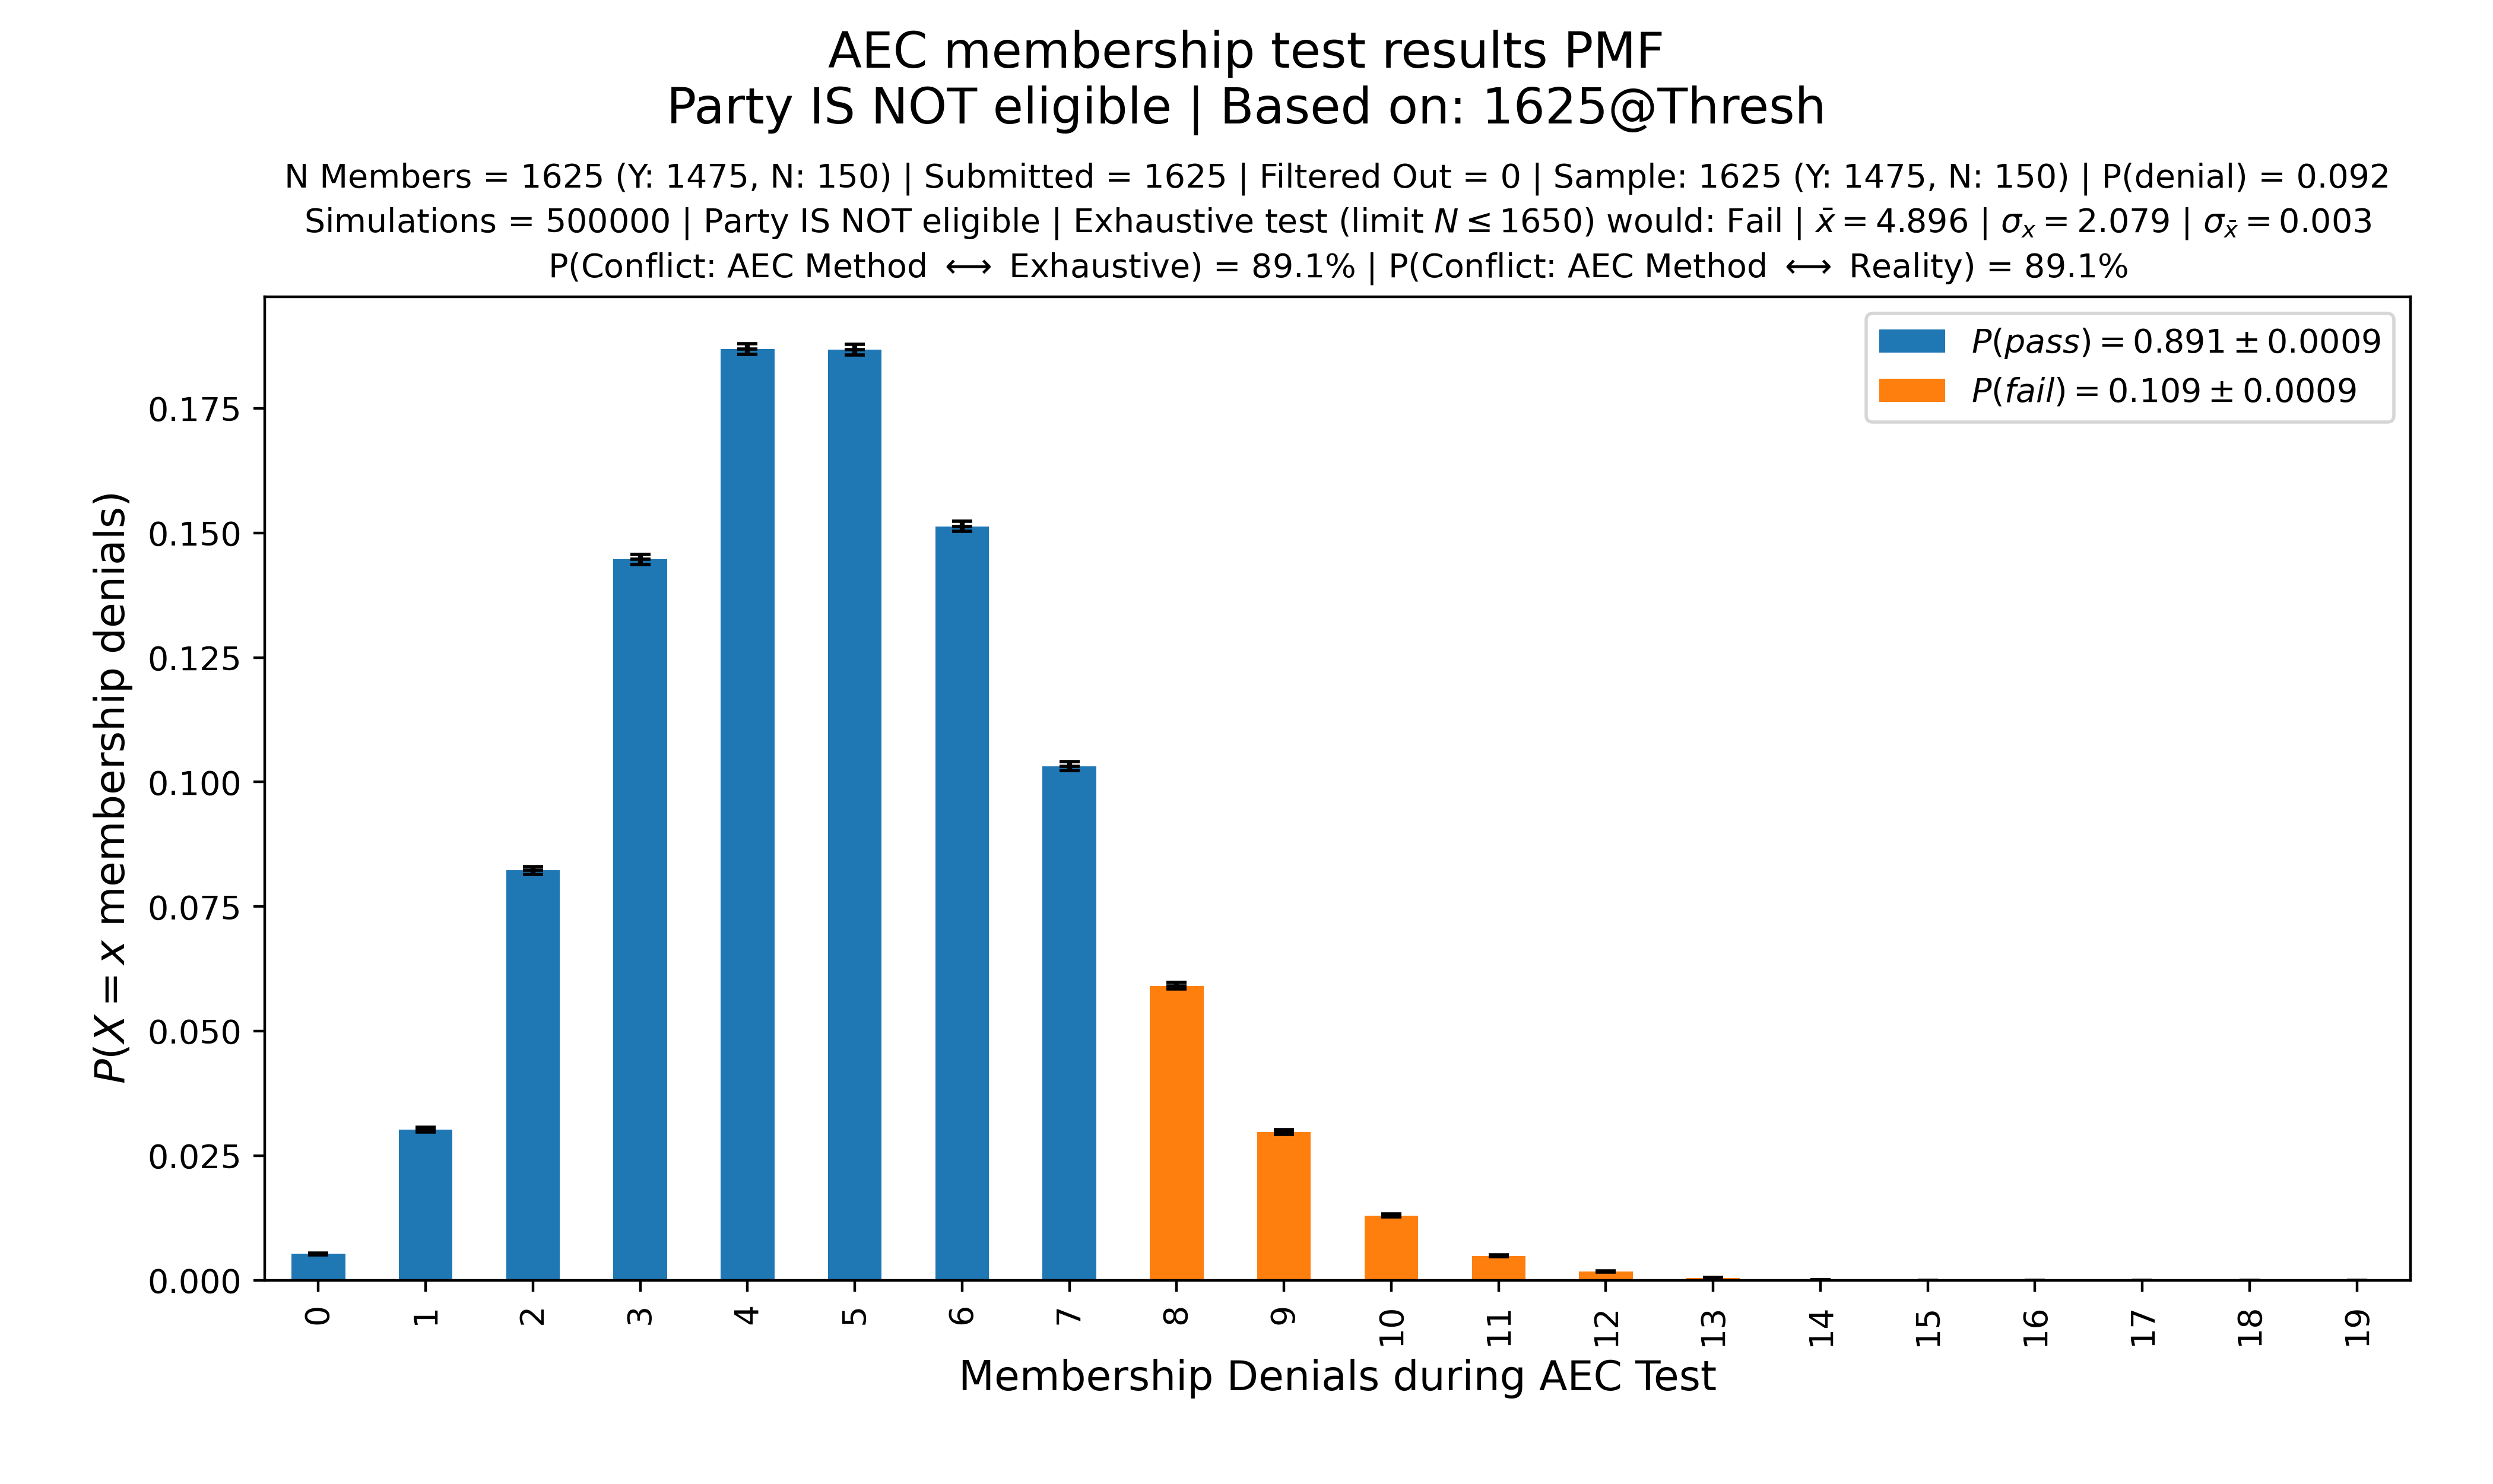 AEC membership test results PMF
Party IS NOT eligible | Based on: 1625@Thresh
N Members = 1625 (Y: 1475, N: 150) | Submitted = 1625 | Filtered Out = 0 | Sample: 1625 (Y: 1475, N: 150) | P(denial) = 0.092
Simulations = 500000 | Party IS NOT eligible | Exhaustive test (limit N ≤ 1650) would: Fail | x̄ = 4.896 | σₓ = 2.079 | σ_x̄ = 0.003
P(Conflict: AEC Method ⟷ Exhaustive) = 89.1% | P(Conflict: AEC Method ⟷ Reality) = 89.1%
P(pass) = 0.891 ± 0.0009
P(fail) = 0.109 ± 0.0009
P(X = x membership denials)
0.175
0.150
0.125
0.100
0.075
0.050
0.025
0.000
0 1 2 3 4 5 6 7 8 9 10 11 12 13 14 15 16 17 18 19
Membership Denials during AEC Test